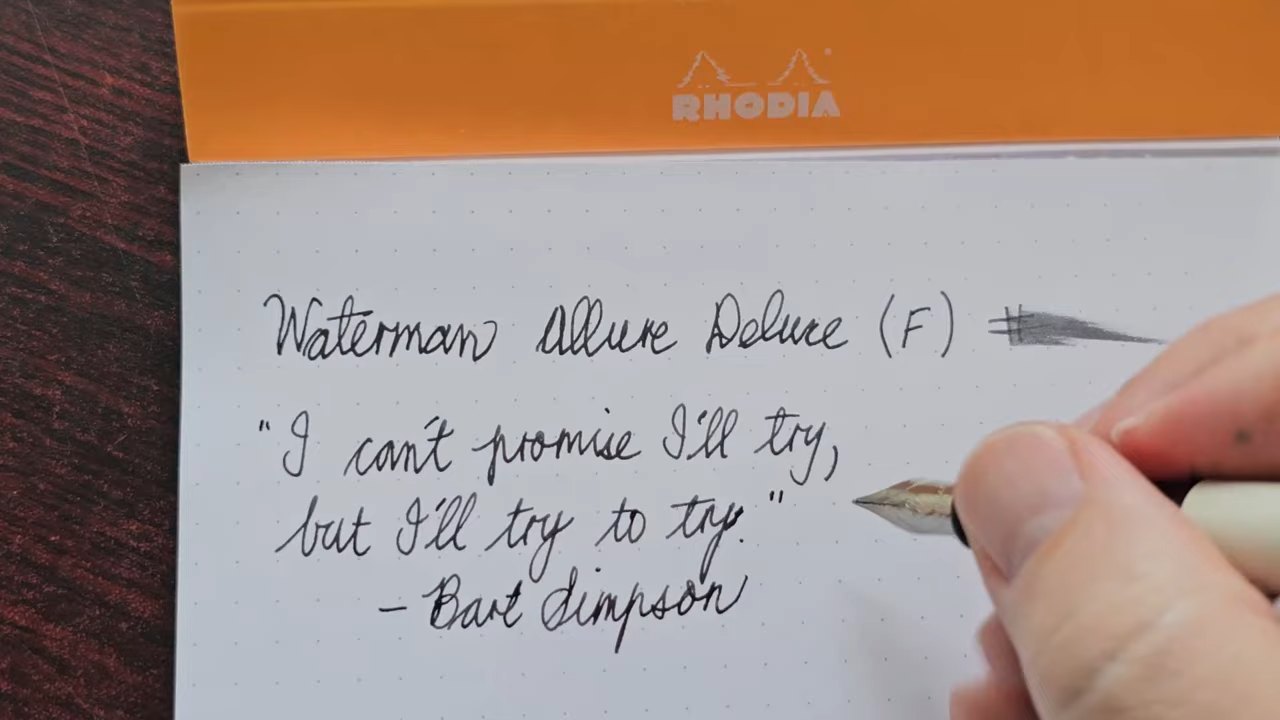 RHODIA
Waterman Allure Deluxe (F)
"I can't promise I'll try,
but I'll try to try."
- Bart Simpson